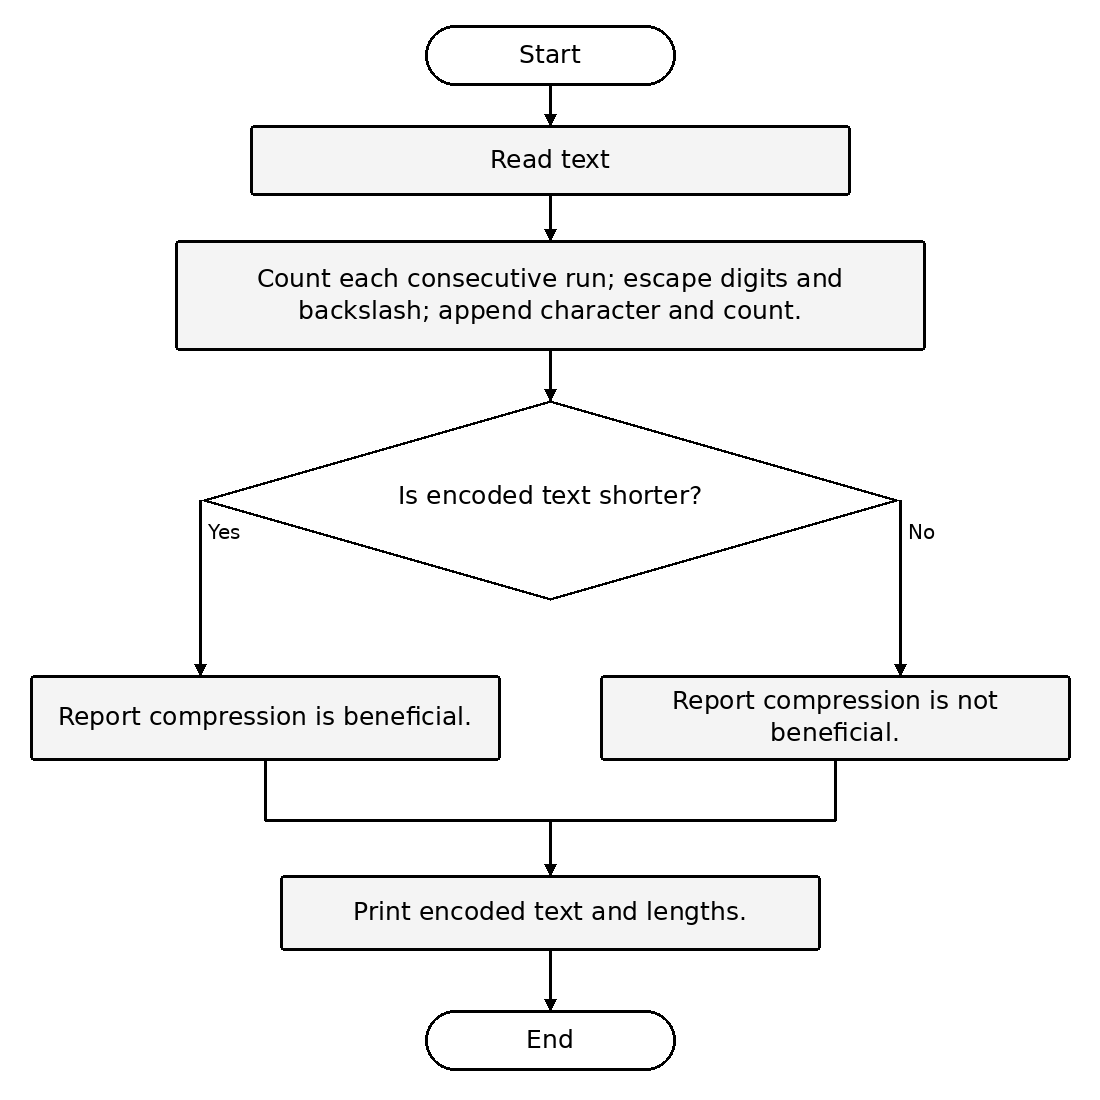 Start
Read text
Count each consecutive run; escape digits and
backslash; append character and count.
Is encoded text shorter?
Yes
No
Report compression is beneficial.
Report compression is not
beneficial.
Print encoded text and lengths.
End